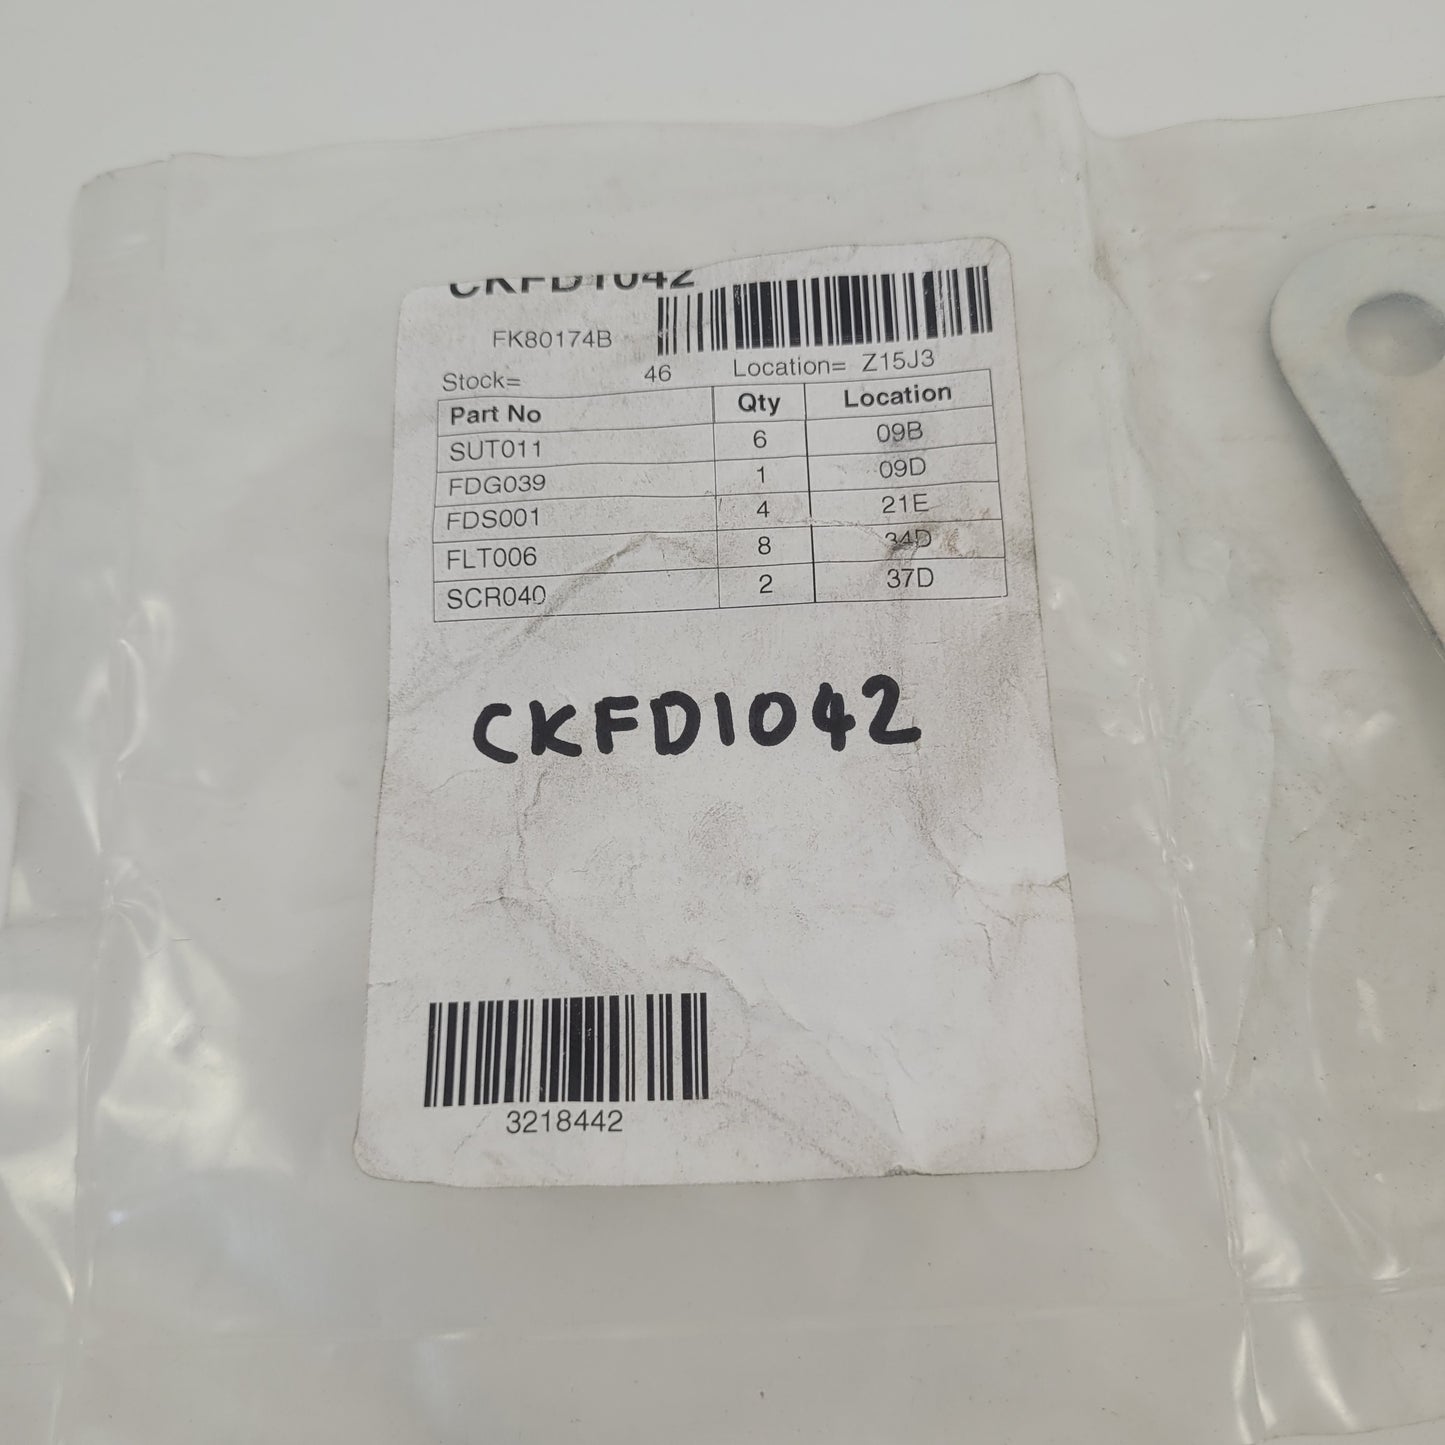 CKFD1042
FK80174B
Stock= 46 Location= Z15J3
Part No Qty Location
SUT011 6 09B
FDG039 1 09D
FDS001 4 21E
FLT006 8 34D
SCR040 2 37D
CKFD1042
3218442